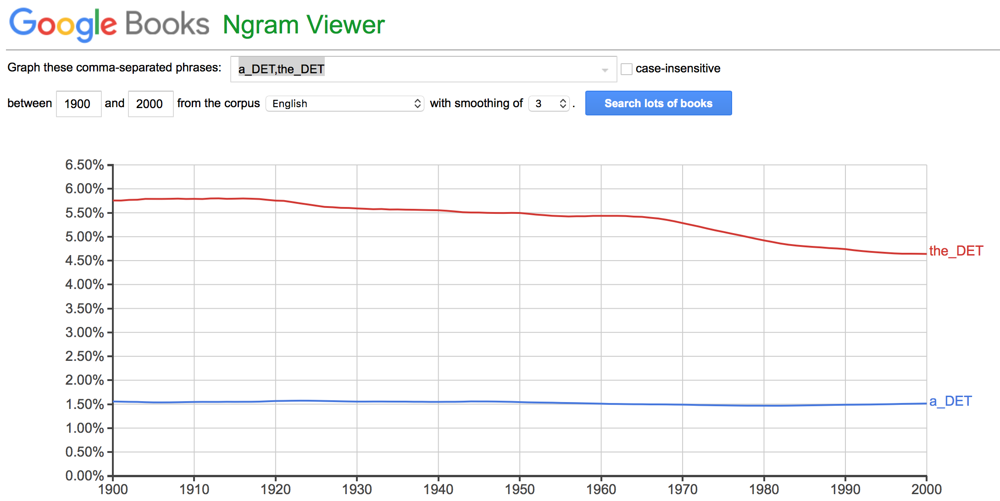 Google Books Ngram Viewer
Graph these comma-separated phrases: a_DET,the_DET case-insensitive
between 1900 and 2000 from the corpus English with smoothing of 3 . Search lots of books
6.50%
6.00%
5.50%
5.00%
the_DET
4.50%
4.00%
3.50%
3.00%
2.50%
2.00%
1.50%
a_DET
1.00%
0.50%
0.00%
1900 1910 1920 1930 1940 1950 1960 1970 1980 1990 2000